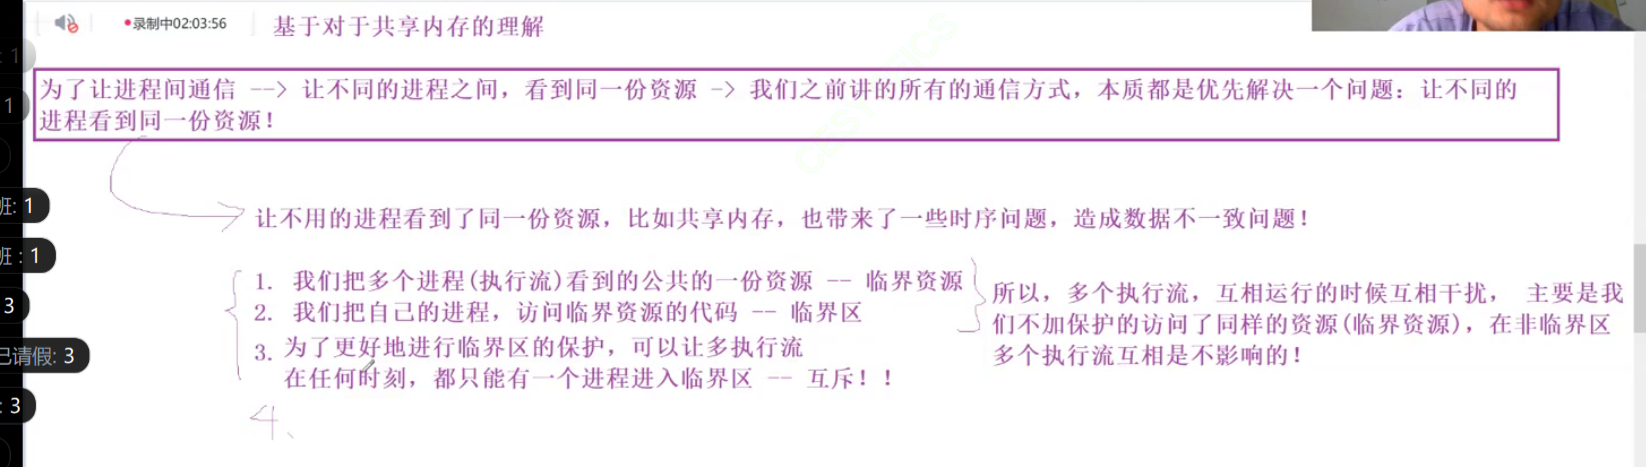 录制中02:03:56
基于对于共享内存的理解
: 1
1
为了让进程间通信 --> 让不同的进程之间，看到同一份资源 -> 我们之前讲的所有的通信方式，本质都是优先解决一个问题：让不同的
进程看到同一份资源！
班: 1
让不用的进程看到了同一份资源，比如共享内存，也带来了一些时序问题，造成数据不一致问题！
班 : 1
1. 我们把多个进程(执行流)看到的公共的一份资源 -- 临界资源
2. 我们把自己的进程，访问临界资源的代码 -- 临界区
3
3. 为了更好地进行临界区的保护，可以让多执行流
在任何时刻，都只能有一个进程进入临界区 -- 互斥！！
所以，多个执行流，互相运行的时候互相干扰， 主要是我
们不加保护的访问了同样的资源(临界资源)，在非临界区
多个执行流互相是不影响的！
已请假: 3
: 3
4、